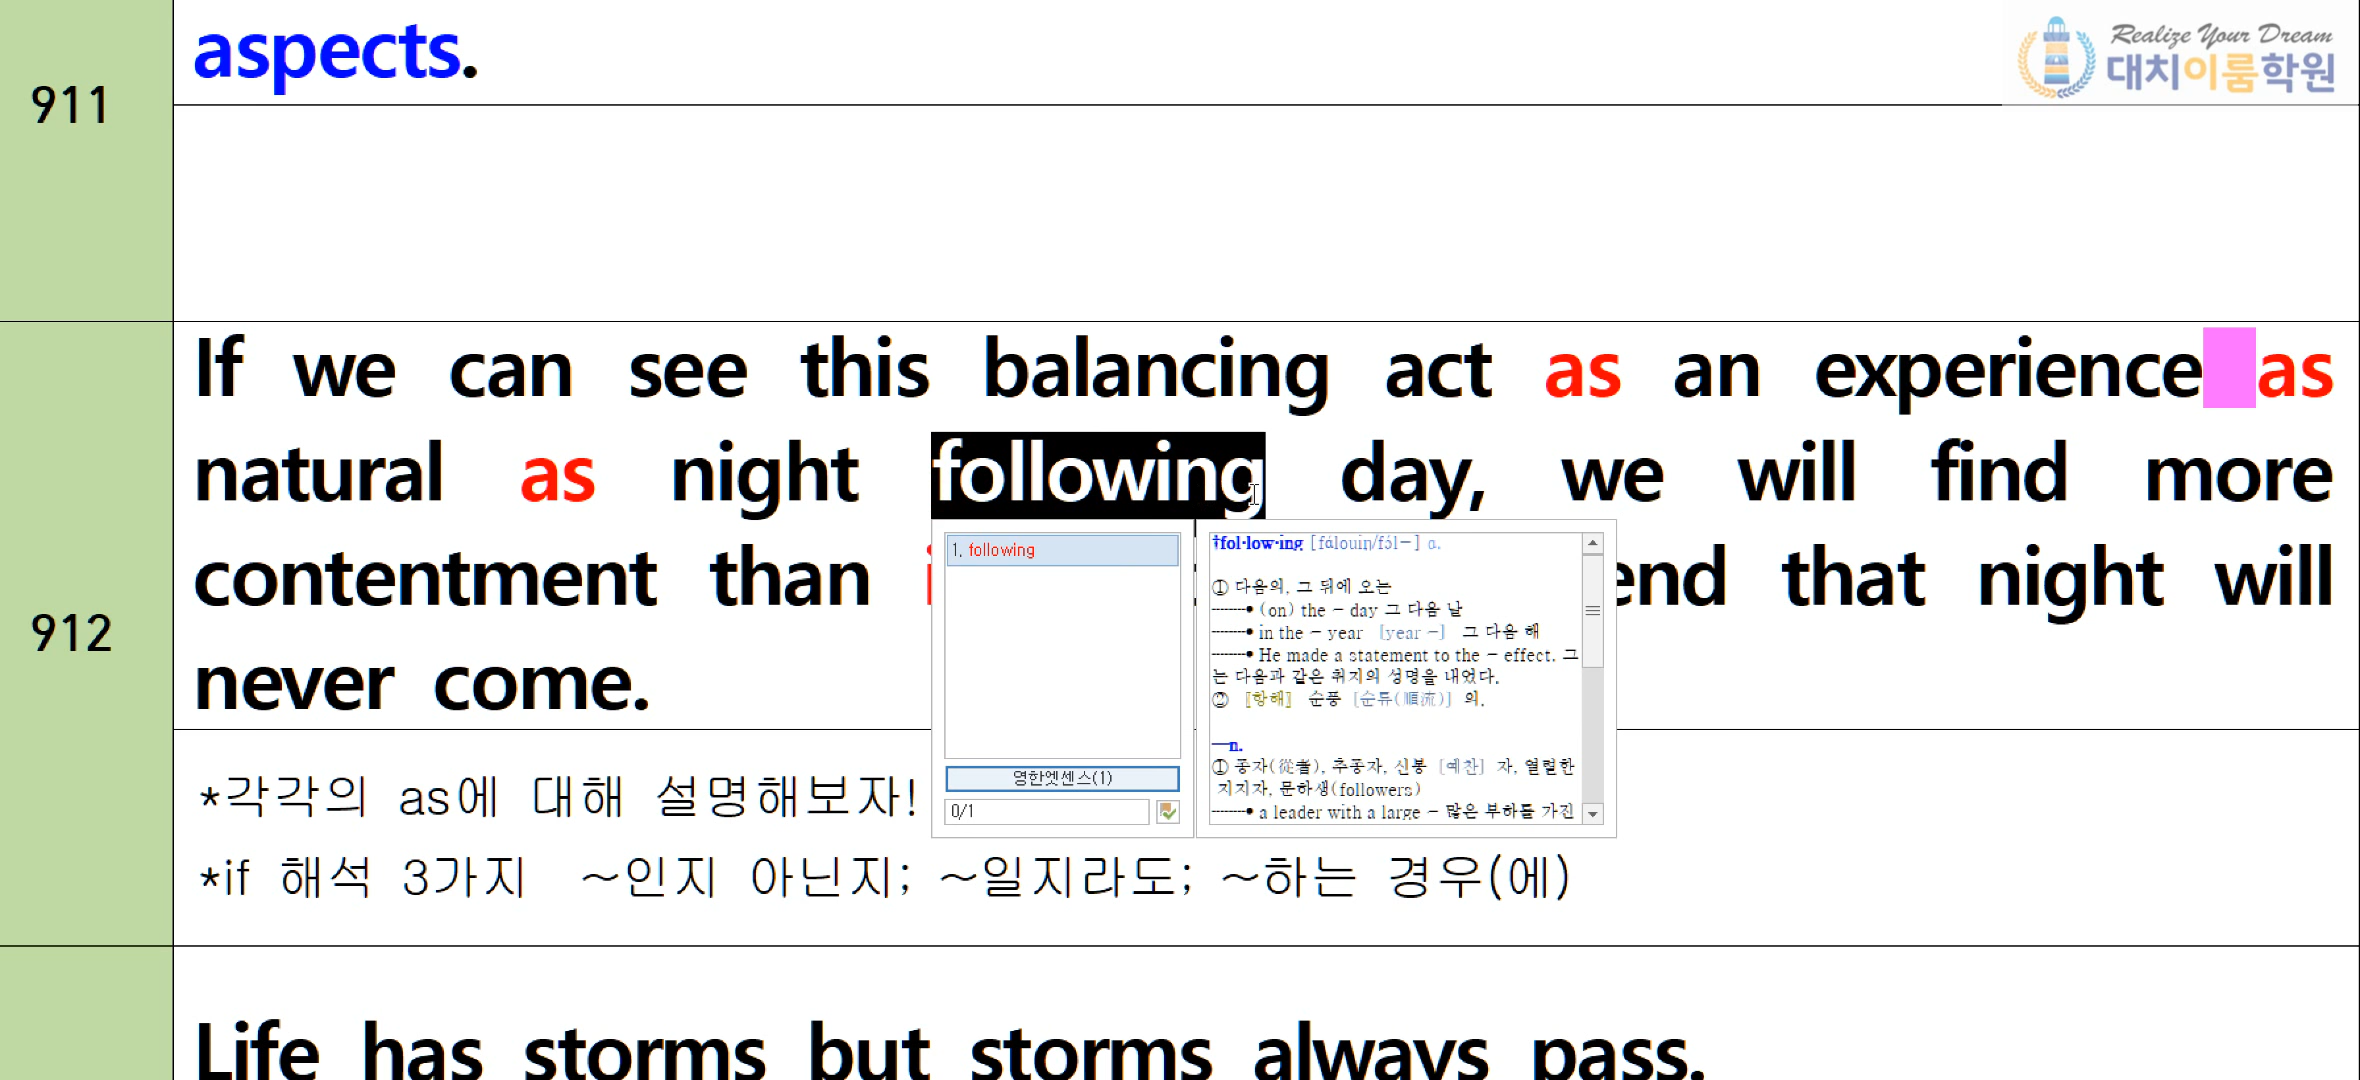 aspects.
Realize Your Dream
대치이룸학원
911
If we can see this balancing act as an experience as
natural as night following day, we will find more
contentment than end that night will
never come.
912
1. following
영한엣센스(1)
0/1
†fol·low·ing [fálouiŋ/fɔ́l-] a.
① 다음의, 그 뒤에 오는
--------• (on) the ~ day 그 다음 날
--------• in the ~ year [year ~] 그 다음 해
--------• He made a statement to the ~ effect. 그
는 다음과 같은 취지의 성명을 내었다.
② [항해] 순풍 [순류(順流)] 의.
—n.
① 종자(從者), 추종자, 신봉 [예찬] 자, 열렬한
지지자, 문하생(followers)
--------• a leader with a large ~ 많은 부하를 가진
*각각의 as에 대해 설명해보자!
*if 해석 3가지 ~인지 아닌지; ~일지라도; ~하는 경우(에)
Life has storms but storms always pass.